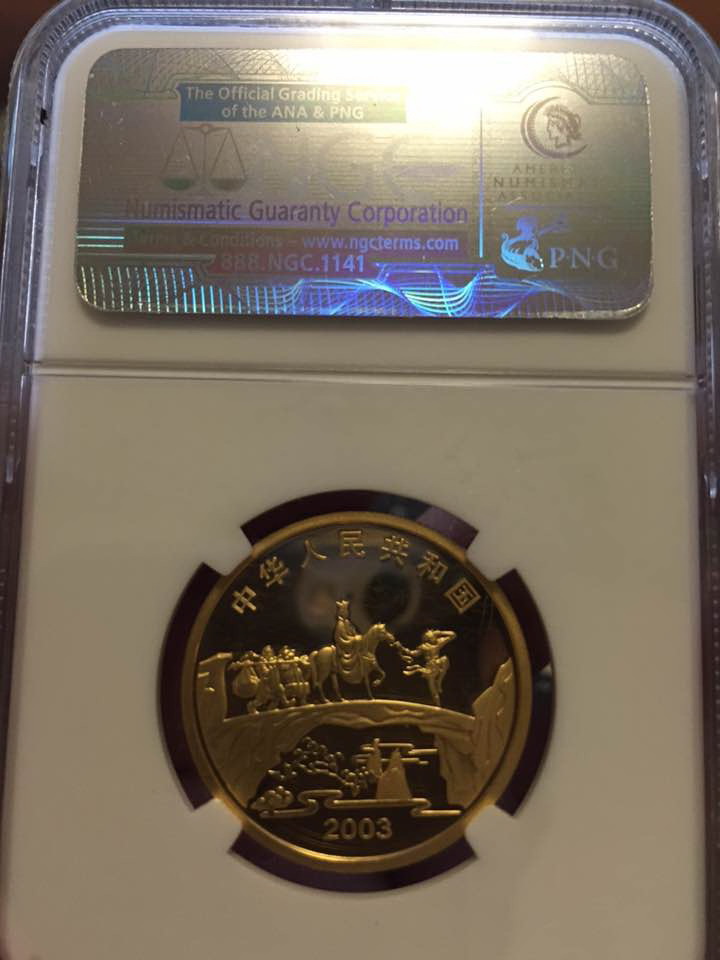 The Official Grading Service
of the ANA & PNG
Numismatic Guaranty Corporation
Terms & Conditions – www.ngcterms.com
888.NGC.1141
NUMISM
PNG
中华人民共和国
2003